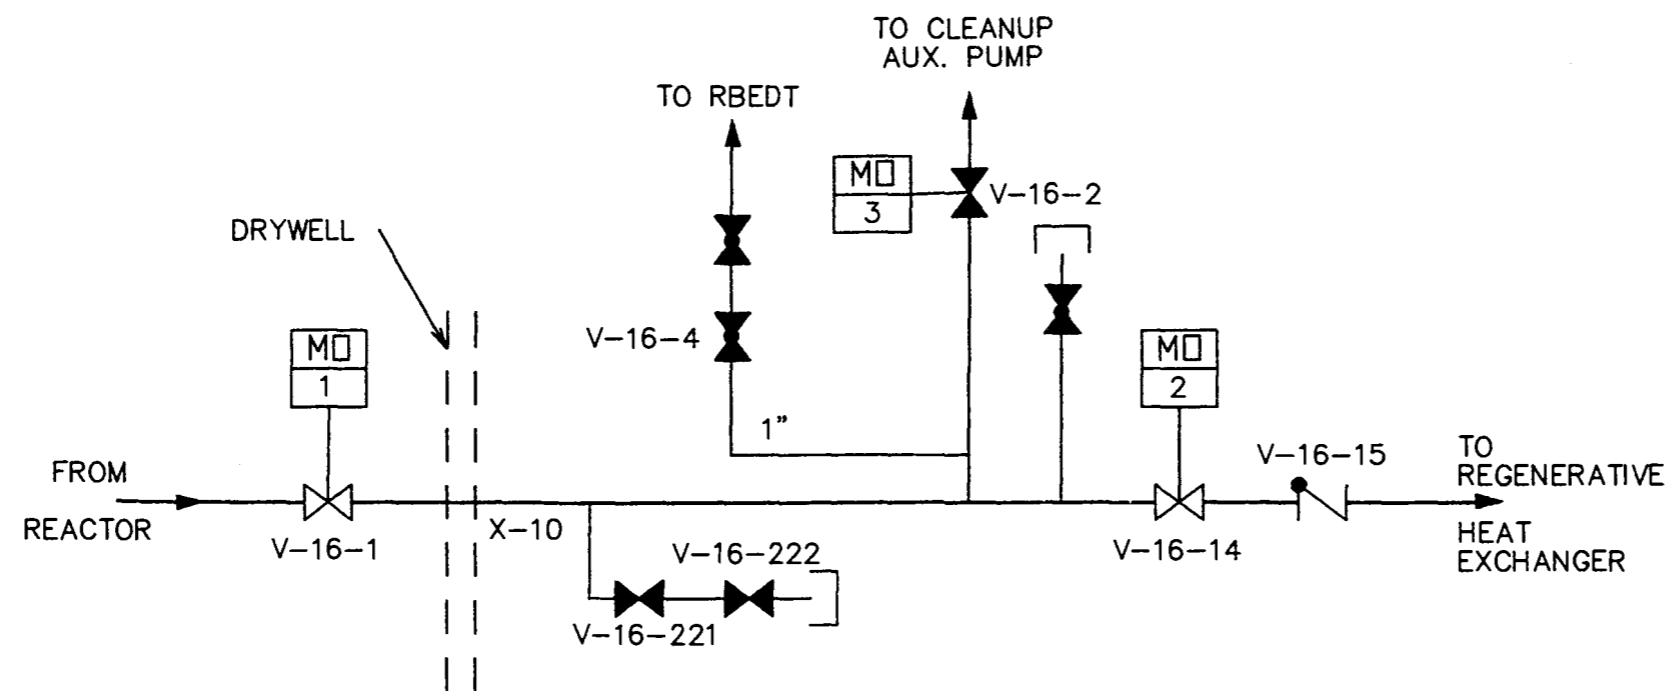 TO CLEANUP
AUX. PUMP
TO RBEDT
MO
3
V-16-2
DRYWELL
MO
1
V-16-4
MO
2
1"
FROM
REACTOR
V-16-1
X-10
V-16-222
V-16-221
V-16-14
V-16-15
TO
REGENERATIVE
HEAT
EXCHANGER